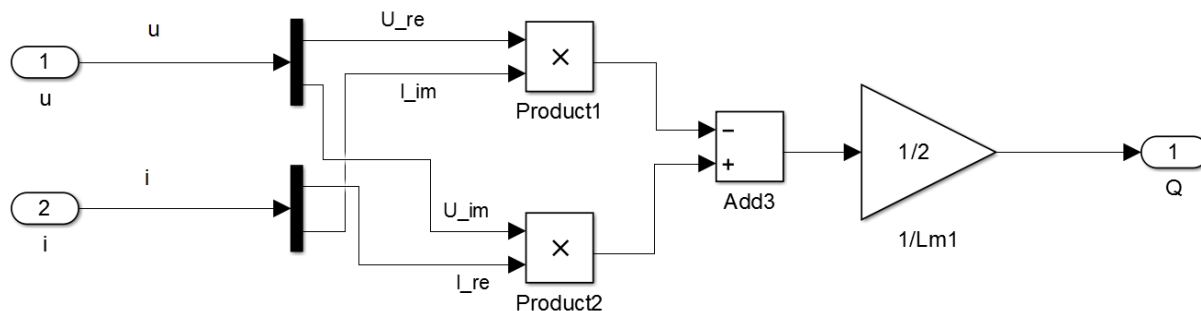 u
1
u
U_re
I_im
×
Product1
−
+
Add3
1/2
1/Lm1
1
Q
i
2
i
U_im
I_re
×
Product2